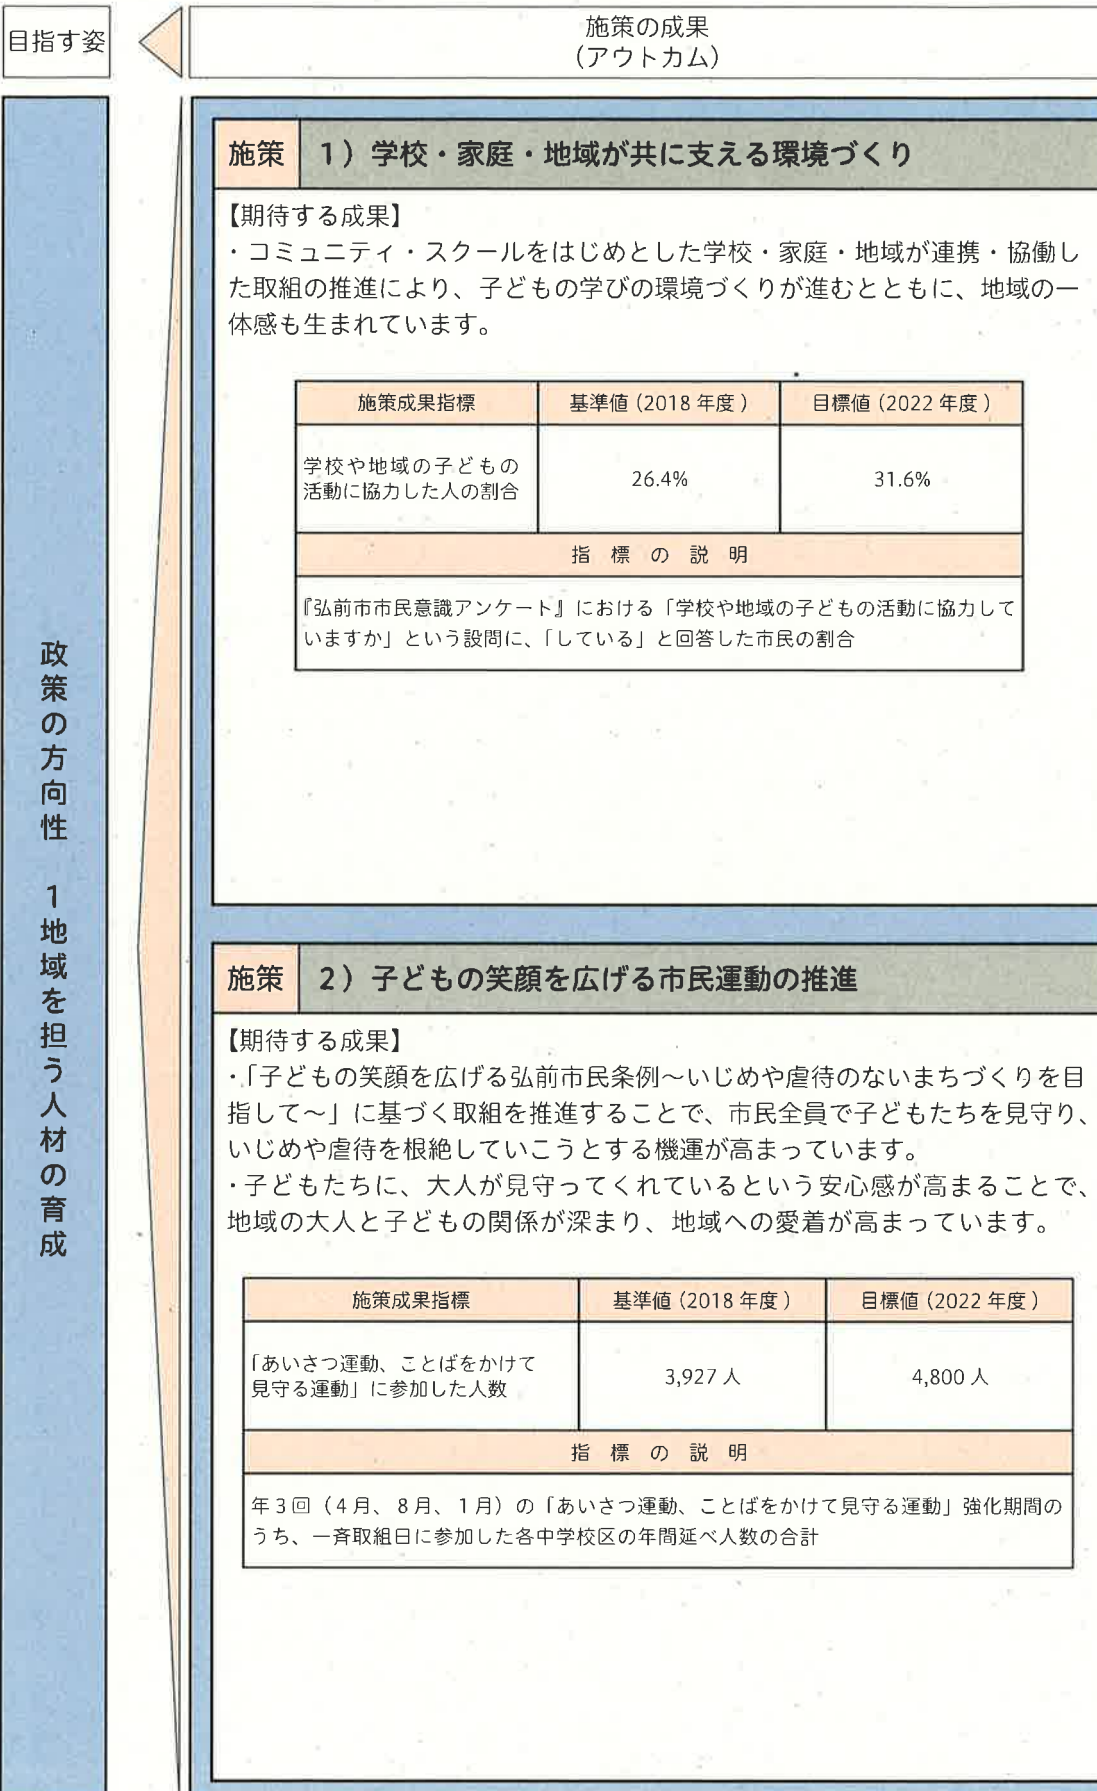 目指す姿
施策の成果
(アウトカム)
政策の方向性　1地域を担う人材の育成
施策　1）学校・家庭・地域が共に支える環境づくり
【期待する成果】
・コミュニティ・スクールをはじめとした学校・家庭・地域が連携・協働し
た取組の推進により、子どもの学びの環境づくりが進むとともに、地域の一
体感も生まれています。
施策成果指標　基準値（2018 年度）　目標値（2022 年度）
学校や地域の子どもの
活動に協力した人の割合　26.4%　31.6%
指 標 の 説 明
『弘前市市民意識アンケート』における「学校や地域の子どもの活動に協力して
いますか」という設問に、「している」と回答した市民の割合
施策　2）子どもの笑顔を広げる市民運動の推進
【期待する成果】
・「子どもの笑顔を広げる弘前市民条例～いじめや虐待のないまちづくりを目
指して～」に基づく取組を推進することで、市民全員で子どもたちを見守り、
いじめや虐待を根絶していこうとする機運が高まっています。
・子どもたちに、大人が見守ってくれているという安心感が高まることで、
地域の大人と子どもの関係が深まり、地域への愛着が高まっています。
施策成果指標　基準値（2018 年度）　目標値（2022 年度）
「あいさつ運動、ことばをかけて
見守る運動」に参加した人数　3,927 人　4,800 人
指 標 の 説 明
年３回（４月、８月、１月）の「あいさつ運動、ことばをかけて見守る運動」強化期間の
うち、一斉取組日に参加した各中学校区の年間延べ人数の合計